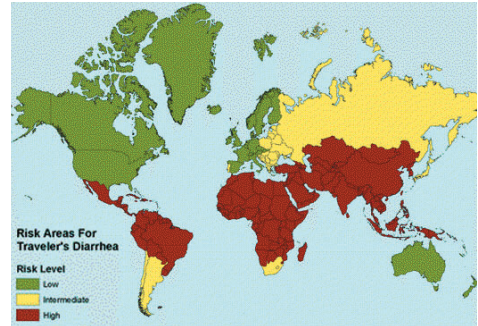 Risk Areas For
Traveler's Diarrhea
Risk Level
Low
Intermediate
High